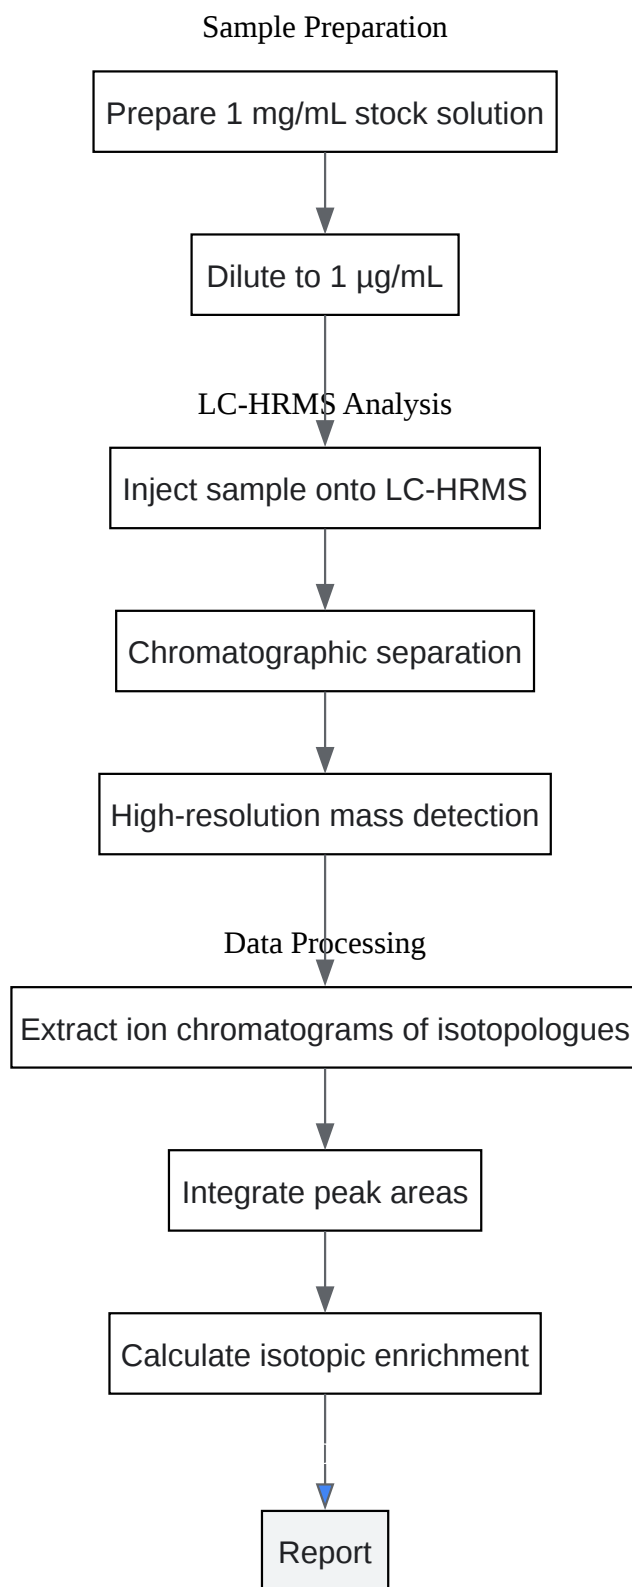 Sample Preparation
Prepare 1 mg/mL stock solution
Dilute to 1 µg/mL
LC-HRMS Analysis
Inject sample onto LC-HRMS
Chromatographic separation
High-resolution mass detection
Data Processing
Extract ion chromatograms of isotopologues
Integrate peak areas
Calculate isotopic enrichment
Report